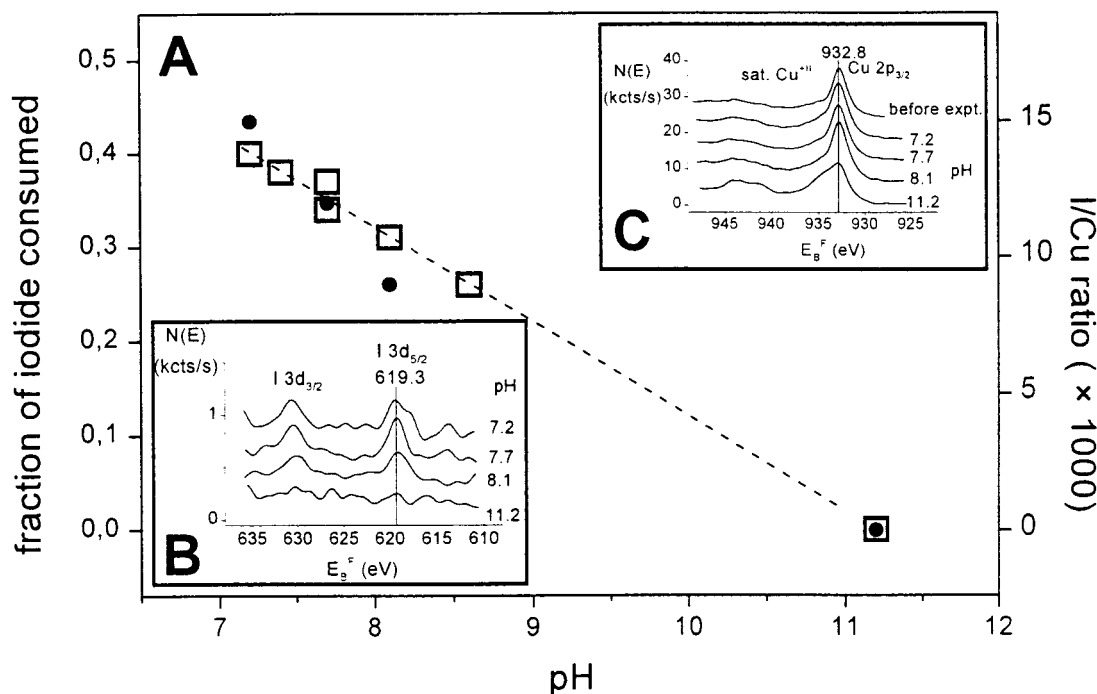 A
0,5
0,4
0,3
0,2
0,1
0,0
fraction of iodide consumed
7
8
9
10
11
12
pH
15
10
5
0
I/Cu ratio ( × 1000)
C
N(E)
(kcts/s)
40
30
20
10
0
932.8
sat. Cu+II
Cu 2p3/2
before expt.
7.2
7.7
8.1
pH
11.2
945
940
935
930
925
EBF (eV)
B
N(E)
(kcts/s)
1
0
I 3d3/2
I 3d5/2
619.3
pH
7.2
7.7
8.1
11.2
635
630
625
620
615
610
EBF (eV)